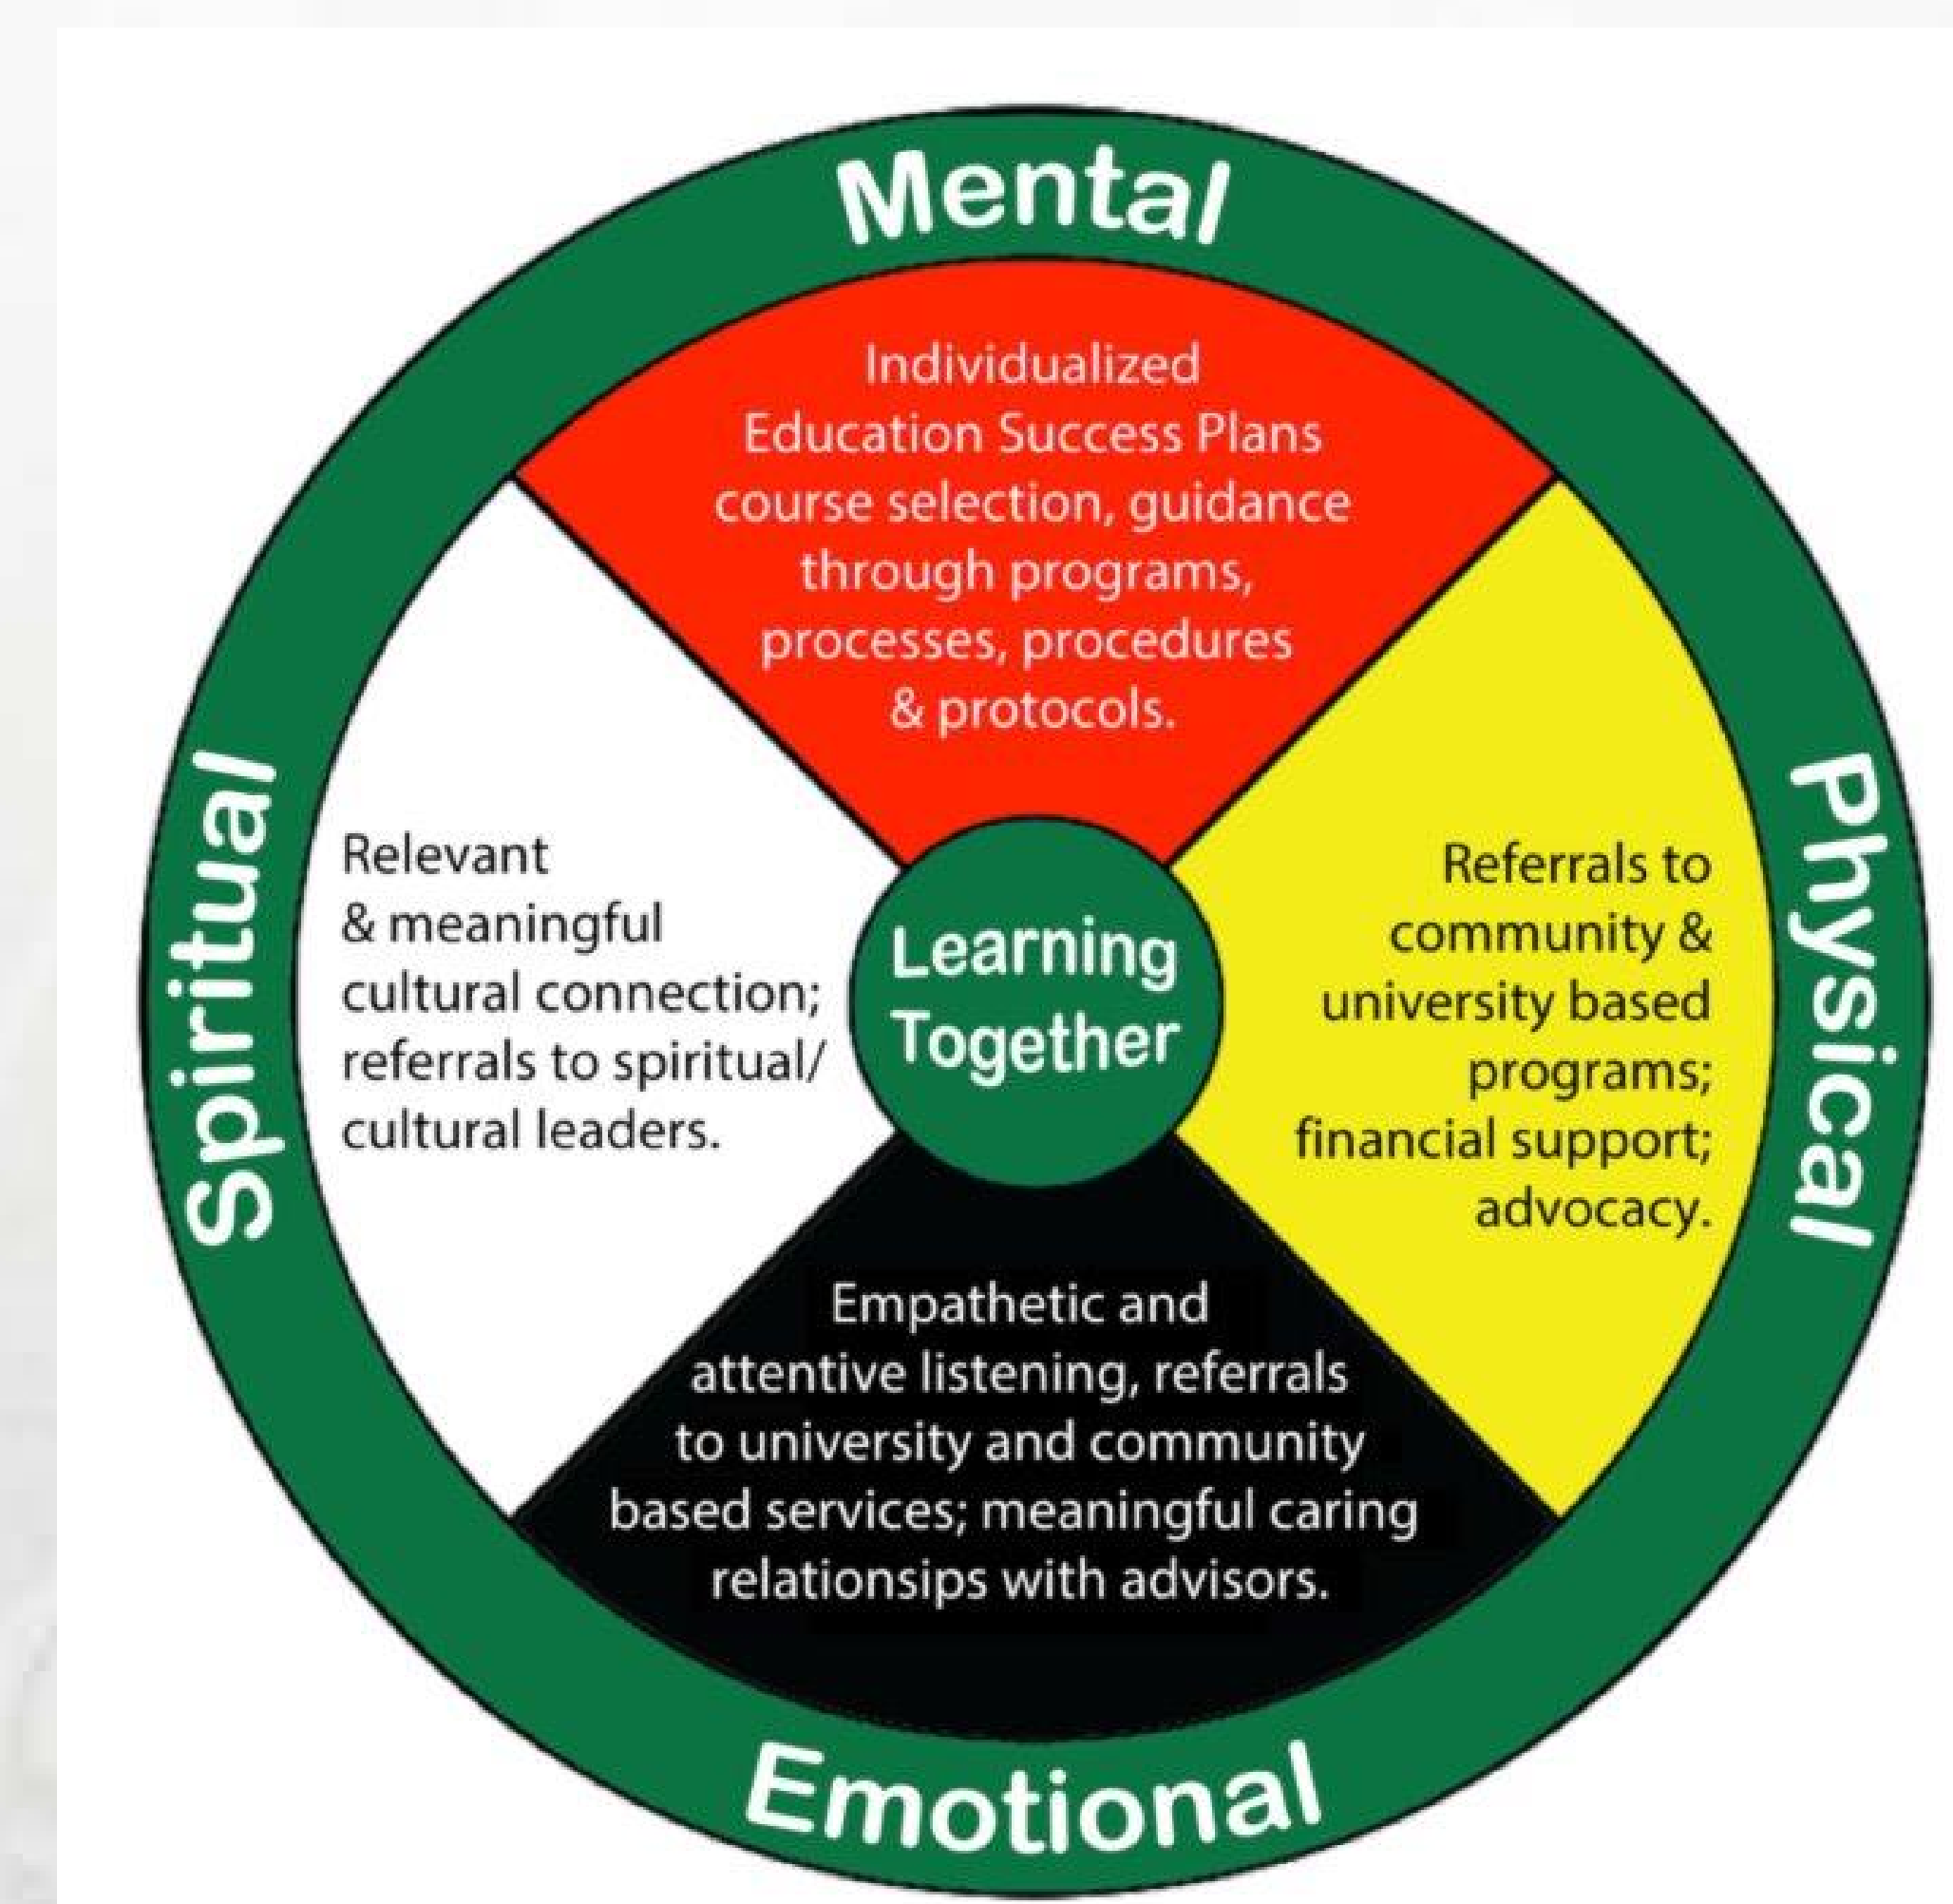 Mental
Individualized
Education Success Plans
course selection, guidance
through programs,
processes, procedures
& protocols.
Spiritual
Relevant
& meaningful
cultural connection;
referrals to spiritual/
cultural leaders.
Learning
Together
Physical
Referrals to
community &
university based
programs;
financial support;
advocacy.
Empathetic and
attentive listening, referrals
to university and community
based services; meaningful caring
relationsips with advisors.
Emotional